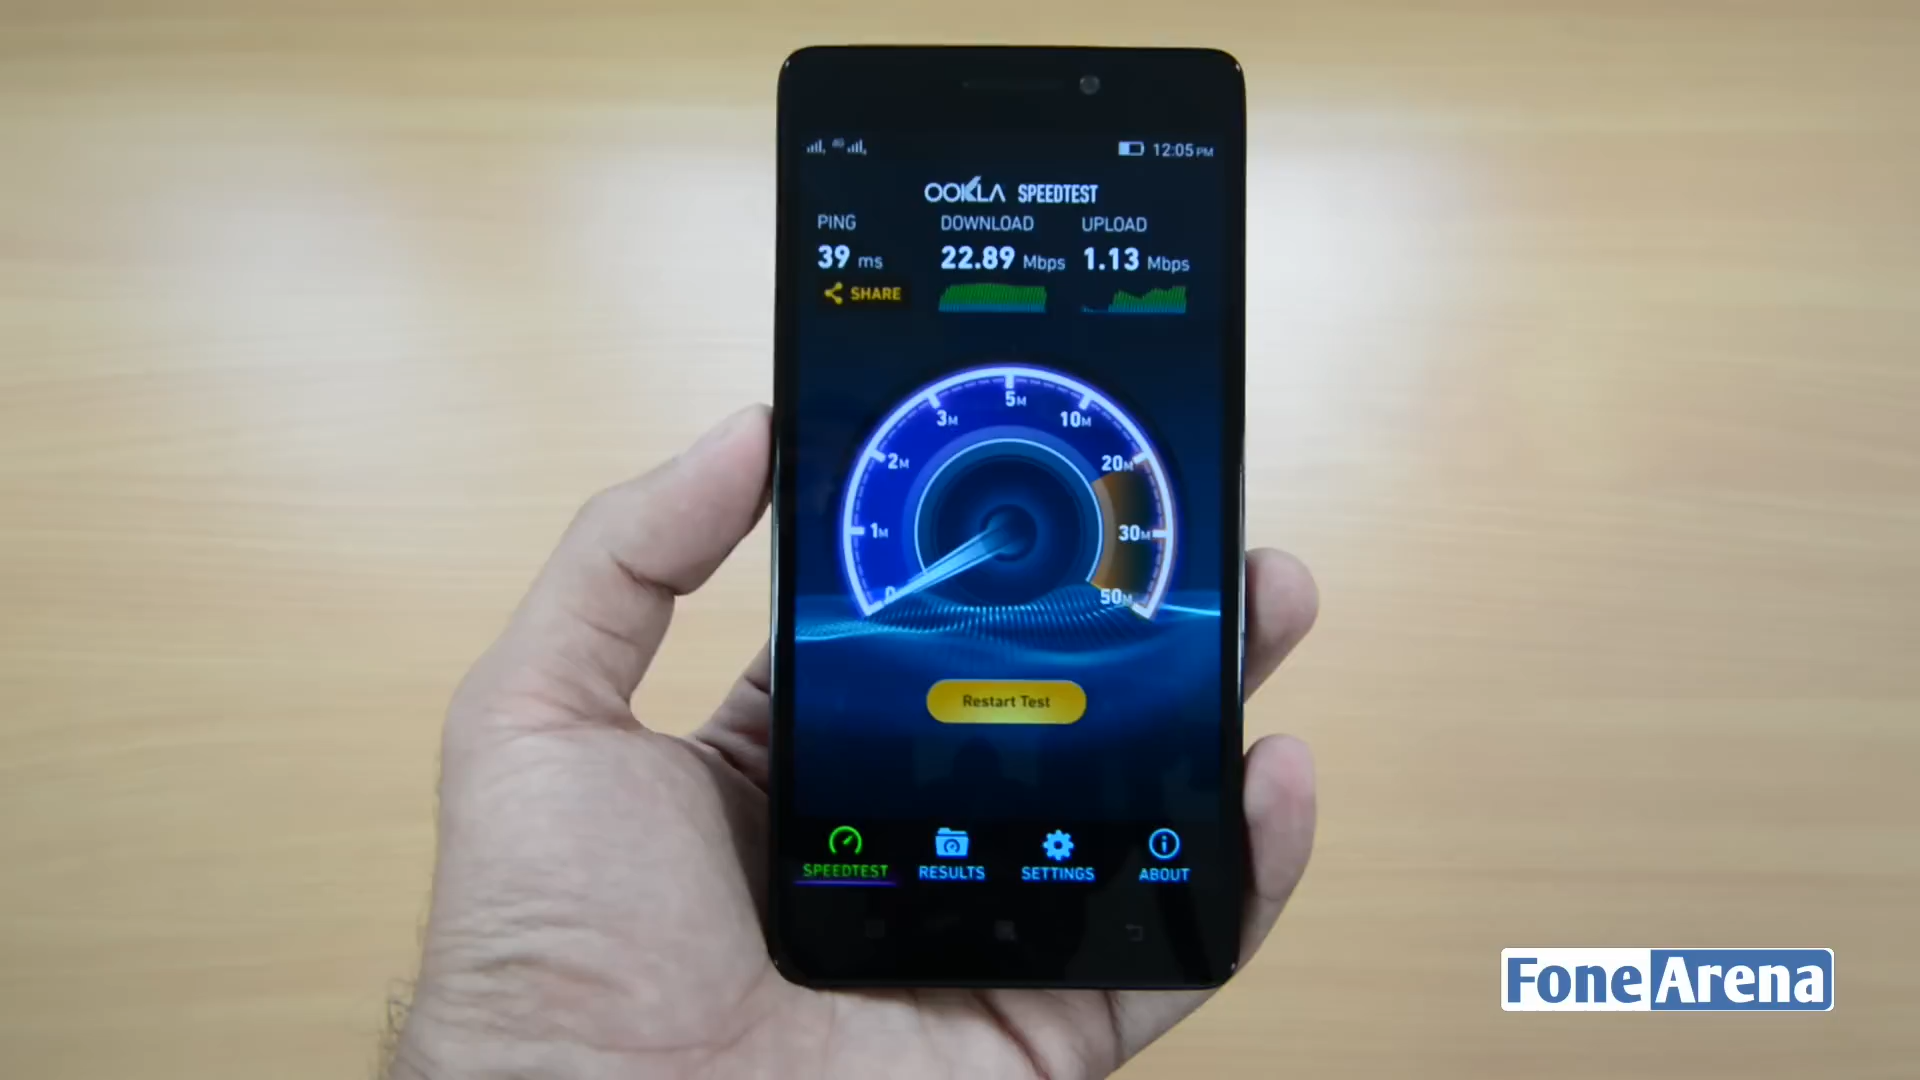 4G 12:05 PM
OOKLA SPEEDTEST
PING DOWNLOAD UPLOAD
39 ms 22.89 Mbps 1.13 Mbps
SHARE
5M
3M 10M
2M 20M
1M 30M
0 50M
Restart Test
SPEEDTEST RESULTS SETTINGS ABOUT
FoneArena